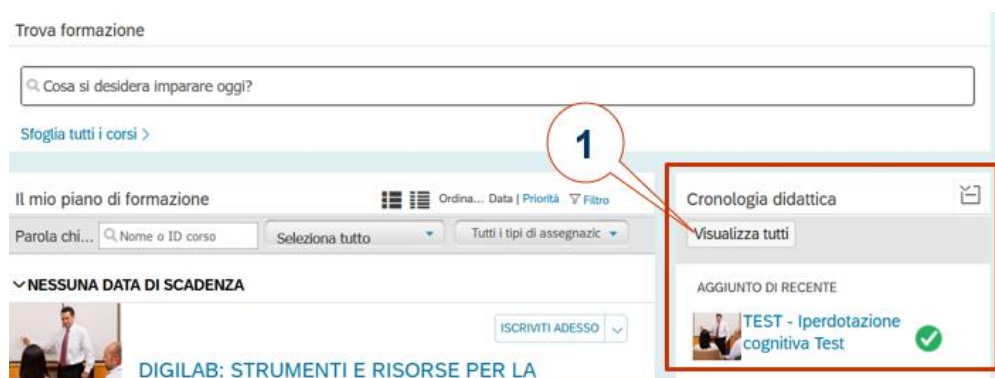 Trova formazione
Cosa si desidera imparare oggi?
Sfoglia tutti i corsi >
1
Il mio piano di formazione
Ordina... Data | Priorità Filtro
Parola chi... Nome o ID corso Seleziona tutto Tutti i tipi di assegnazic
NESSUNA DATA DI SCADENZA
ISCRIVITI ADESSO
DIGILAB: STRUMENTI E RISORSE PER LA
Cronologia didattica
Visualizza tutti
AGGIUNTO DI RECENTE
TEST - Iperdotazione
cognitiva Test